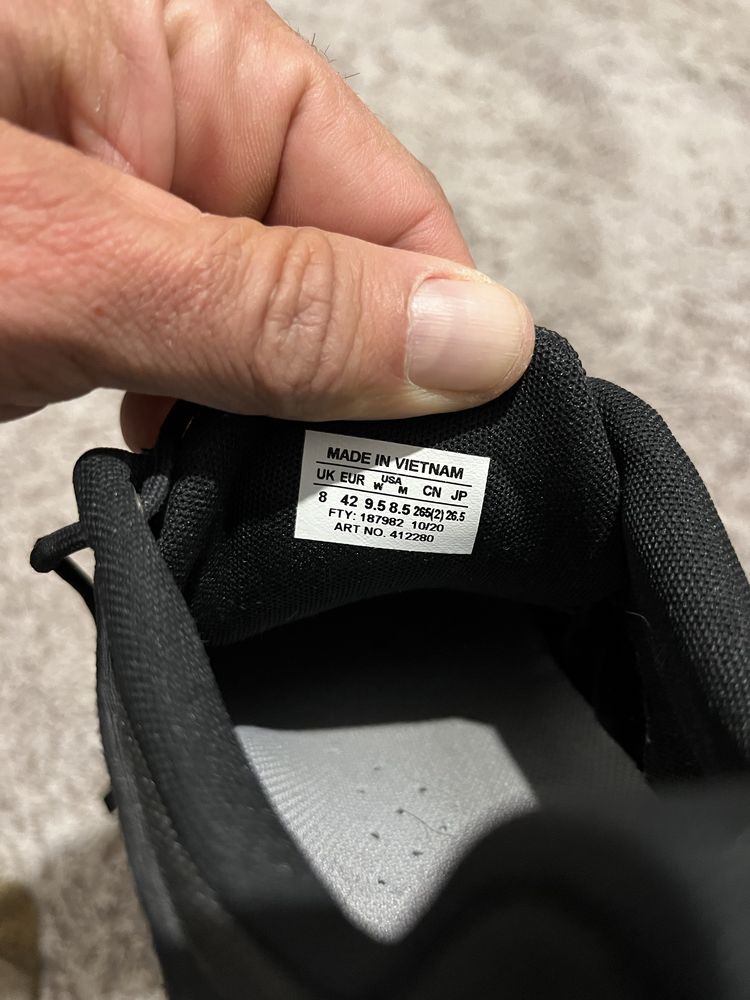 MADE IN VIETNAM
UK EUR USA W M CN JP
8 42 9.5 8.5 265(2) 26.5
FTY: 187982 10/20
ART NO. 412280